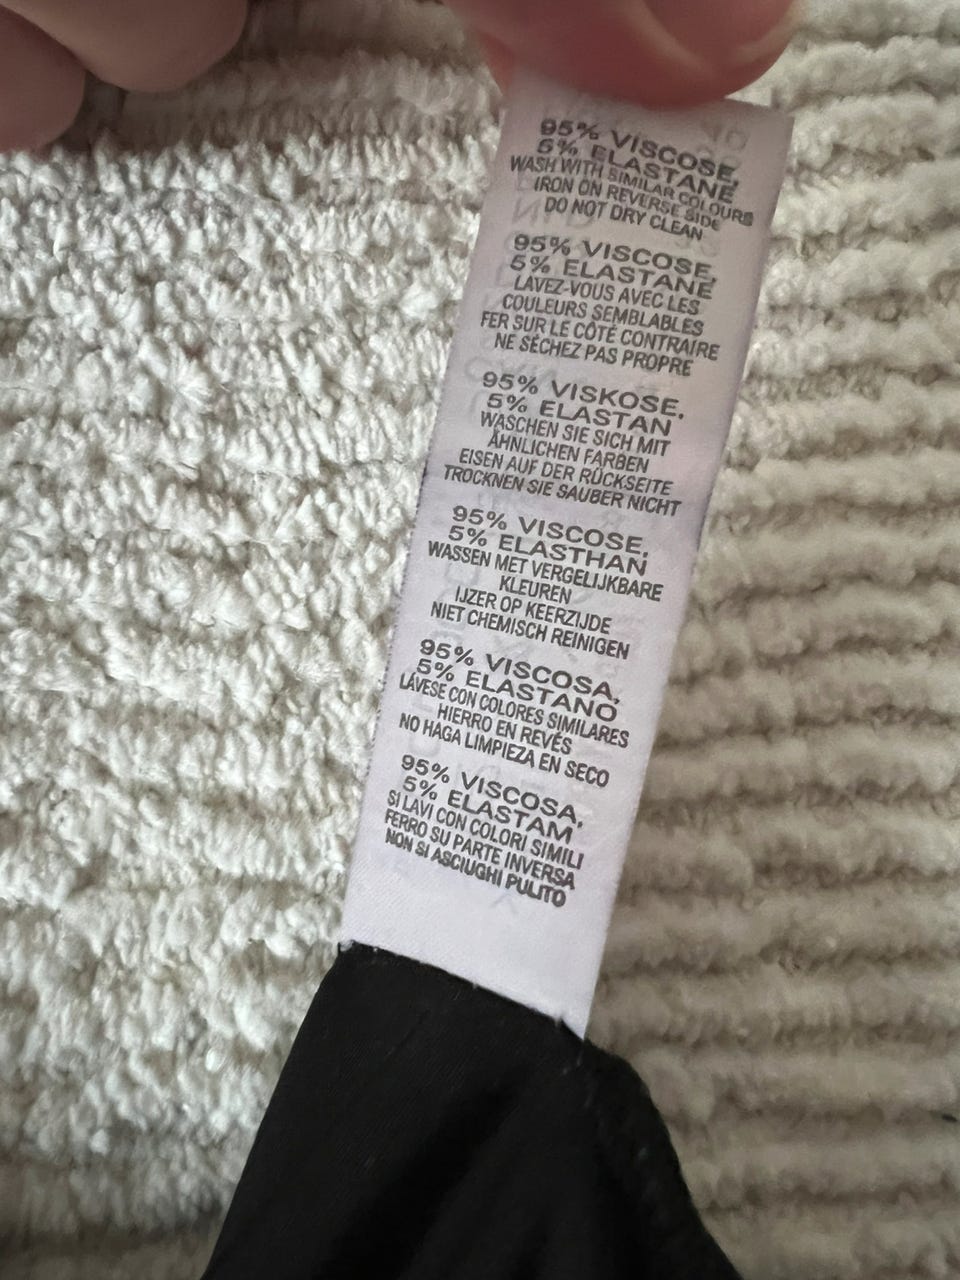 95% VISCOSE,
5% ELASTANE
WASH WITH SIMILAR COLOURS
IRON ON REVERSE SIDE
DO NOT DRY CLEAN
95% VISCOSE,
5% ELASTANE
LAVEZ-VOUS AVEC LES
COULEURS SEMBLABLES
FER SUR LE CÔTÉ CONTRAIRE
NE SÉCHEZ PAS PROPRE
95% VISKOSE,
5% ELASTAN
WASCHEN SIE SICH MIT
ÄHNLICHEN FARBEN
EISEN AUF DER RÜCKSEITE
TROCKNEN SIE SAUBER NICHT
95% VISCOSE,
5% ELASTHAN
WASSEN MET VERGELIJKBARE
KLEUREN
IJZER OP KEERZIJDE
NIET CHEMISCH REINIGEN
95% VISCOSA,
5% ELASTANO
LÁVESE CON COLORES SIMILARES
HIERRO EN REVÉS
NO HAGA LIMPIEZA EN SECO
95% VISCOSA,
5% ELASTAM
SI LAVI CON COLORI SIMILI
FERRO SU PARTE INVERSA
NON SI ASCIUGHI PULITO